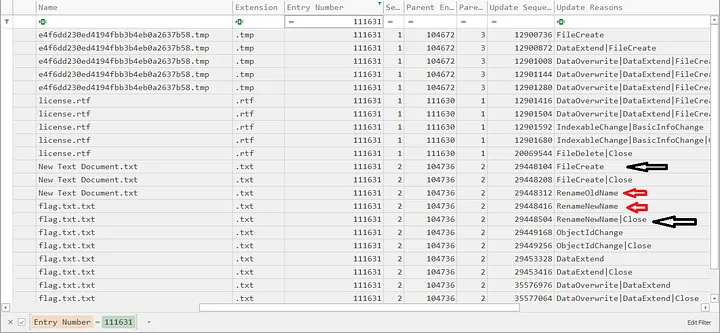 Name Extension Entry Number Se... Parent En... Pare... Update Seque... Update Reasons
= 111631 = = = =
e4f6dd230ed4194fbb3b4eb0a2637b58.tmp .tmp 111631 1 104672 3 12900736 FileCreate
e4f6dd230ed4194fbb3b4eb0a2637b58.tmp .tmp 111631 1 104672 3 12900872 DataExtend|FileCreate
e4f6dd230ed4194fbb3b4eb0a2637b58.tmp .tmp 111631 1 104672 3 12901008 DataOverwrite|DataExtend|FileCrea
e4f6dd230ed4194fbb3b4eb0a2637b58.tmp .tmp 111631 1 104672 3 12901144 DataOverwrite|DataExtend|FileCrea
e4f6dd230ed4194fbb3b4eb0a2637b58.tmp .tmp 111631 1 104672 3 12901280 DataOverwrite|DataExtend|FileCrea
license.rtf .rtf 111631 1 111630 1 12901416 DataOverwrite|DataExtend|FileCrea
license.rtf .rtf 111631 1 111630 1 12901504 DataOverwrite|DataExtend|FileCrea
license.rtf .rtf 111631 1 111630 1 12901592 IndexableChange|BasicInfoChange
license.rtf .rtf 111631 1 111630 1 12901680 IndexableChange|BasicInfoChange|C
license.rtf .rtf 111631 1 111630 1 20069544 FileDelete|Close
New Text Document.txt .txt 111631 2 104736 2 29448104 FileCreate
New Text Document.txt .txt 111631 2 104736 2 29448208 FileCreate|Close
New Text Document.txt .txt 111631 2 104736 2 29448312 RenameOldName
flag.txt.txt .txt 111631 2 104736 2 29448416 RenameNewName
flag.txt.txt .txt 111631 2 104736 2 29448504 RenameNewName|Close
flag.txt.txt .txt 111631 2 104736 2 29449168 ObjectIdChange
flag.txt.txt .txt 111631 2 104736 2 29449256 ObjectIdChange|Close
flag.txt.txt .txt 111631 2 104736 2 29453328 DataExtend
flag.txt.txt .txt 111631 2 104736 2 29453416 DataExtend|Close
flag.txt.txt .txt 111631 2 104736 2 35576976 DataOverwrite|DataExtend
flag.txt.txt .txt 111631 2 104736 2 35577064 DataOverwrite|DataExtend|Close
Entry Number = 111631 Edit Filter